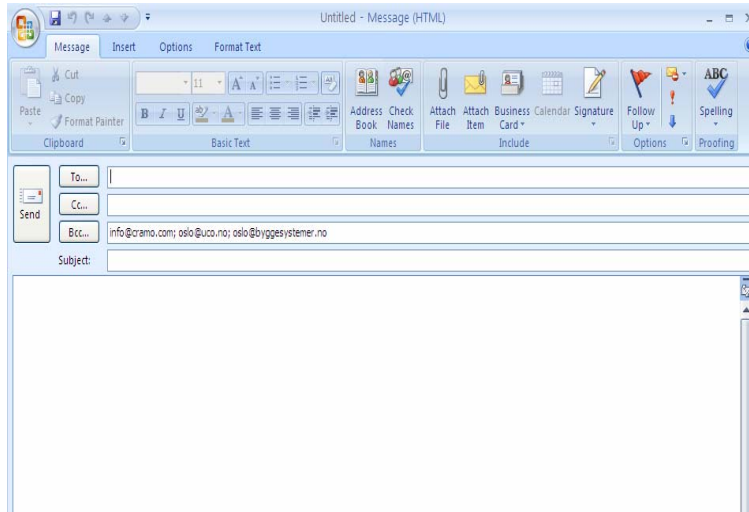 Untitled - Message (HTML)
Message Insert Options Format Text
Paste
Cut
Copy
Format Painter
Clipboard
11
A A
B I U ab A
Basic Text
Address Book
Check Names
Names
Attach File
Attach Item
Business Card
Calendar
Signature
Include
Follow Up
Options
ABC
Spelling
Proofing
Send
To...
Cc...
Bcc... info@cramo.com; oslo@uco.no; oslo@byggesystemer.no
Subject: